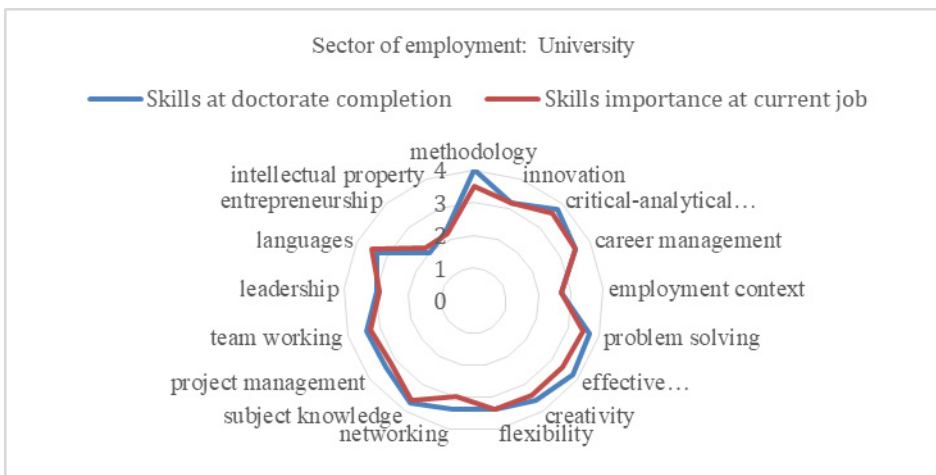 Sector of employment: University
Skills at doctorate completion
Skills importance at current job
methodology
innovation
critical-analytical…
career management
employment context
problem solving
effective…
creativity
flexibility
networking
subject knowledge
project management
team working
leadership
languages
entrepreneurship
intellectual property
4
3
2
1
0